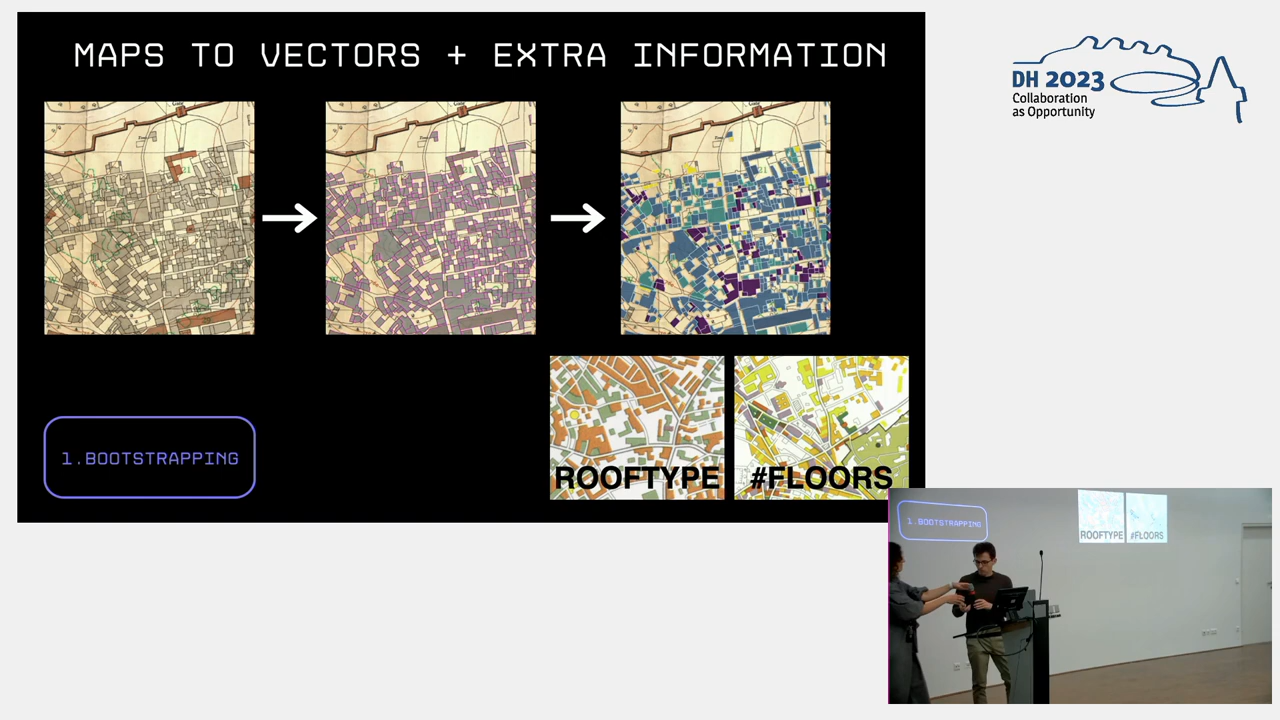 MAPS TO VECTORS + EXTRA INFORMATION
1.BOOTSTRAPPING
ROOFTYPE
#FLOORS
DH 2023
Collaboration
as Opportunity
1.BOOTSTRAPPING
ROOFTYPE
#FLOORS